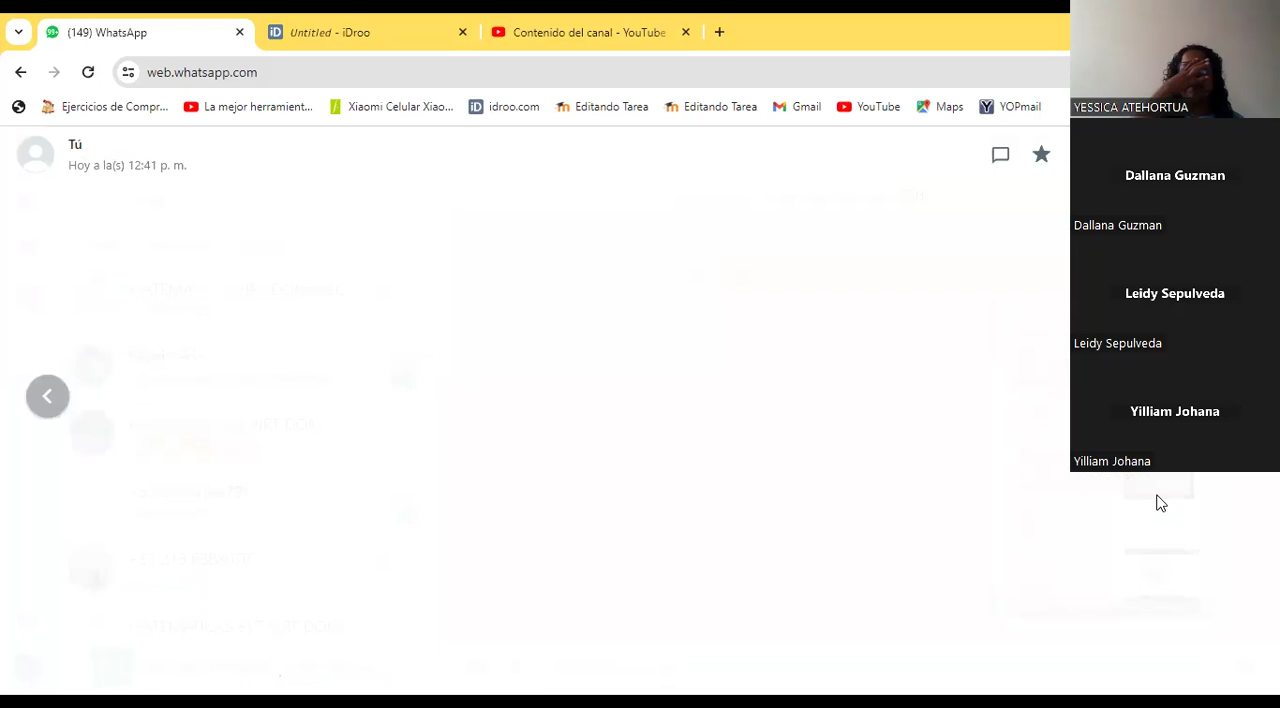 (149) WhatsApp
Untitled - iDroo
Contenido del canal - YouTube
web.whatsapp.com
Ejercicios de Compr...
La mejor herramient...
Xiaomi Celular Xiao...
idroo.com
Editando Tarea
Editando Tarea
Gmail
YouTube
Maps
YOPmail
Tú
Hoy a la(s) 12:41 p. m.
YESSICA ATEHORTUA
Dallana Guzman
Dallana Guzman
Leidy Sepulveda
Leidy Sepulveda
Yilliam Johana
Yilliam Johana